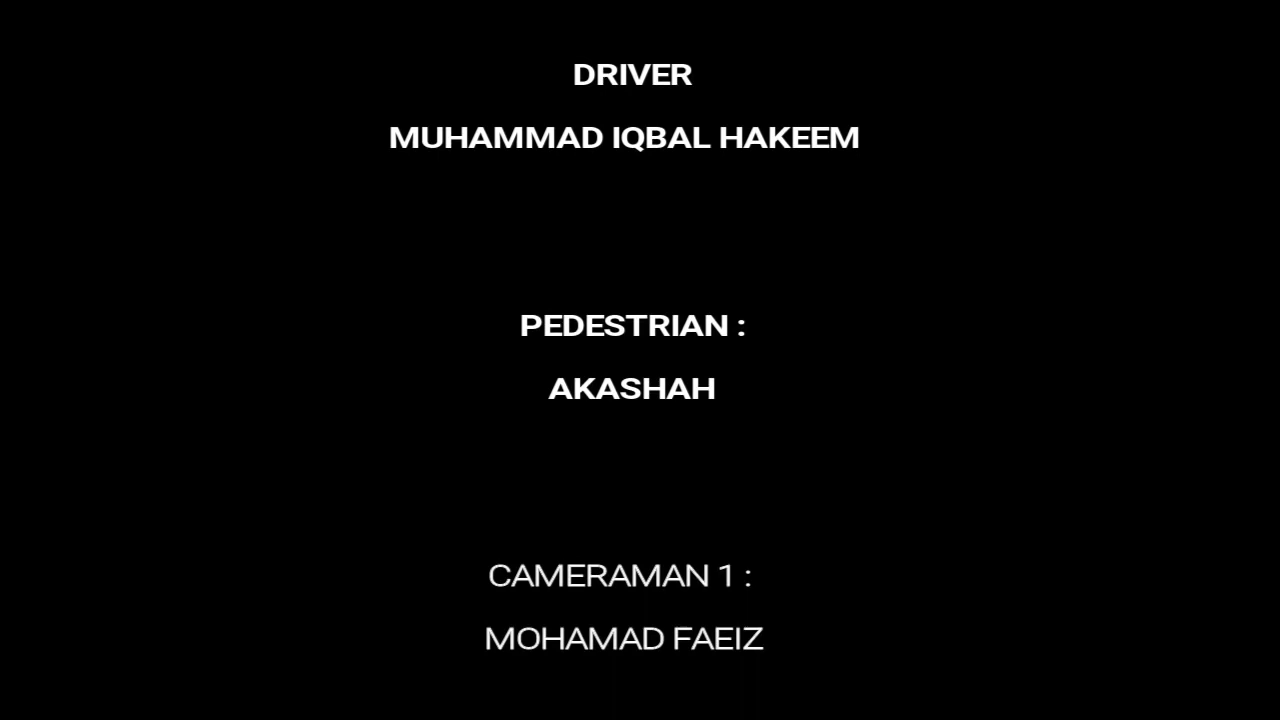 DRIVER
MUHAMMAD IQBAL HAKEEM
PEDESTRIAN :
AKASHAH
CAMERAMAN 1 :
MOHAMAD FAEIZ